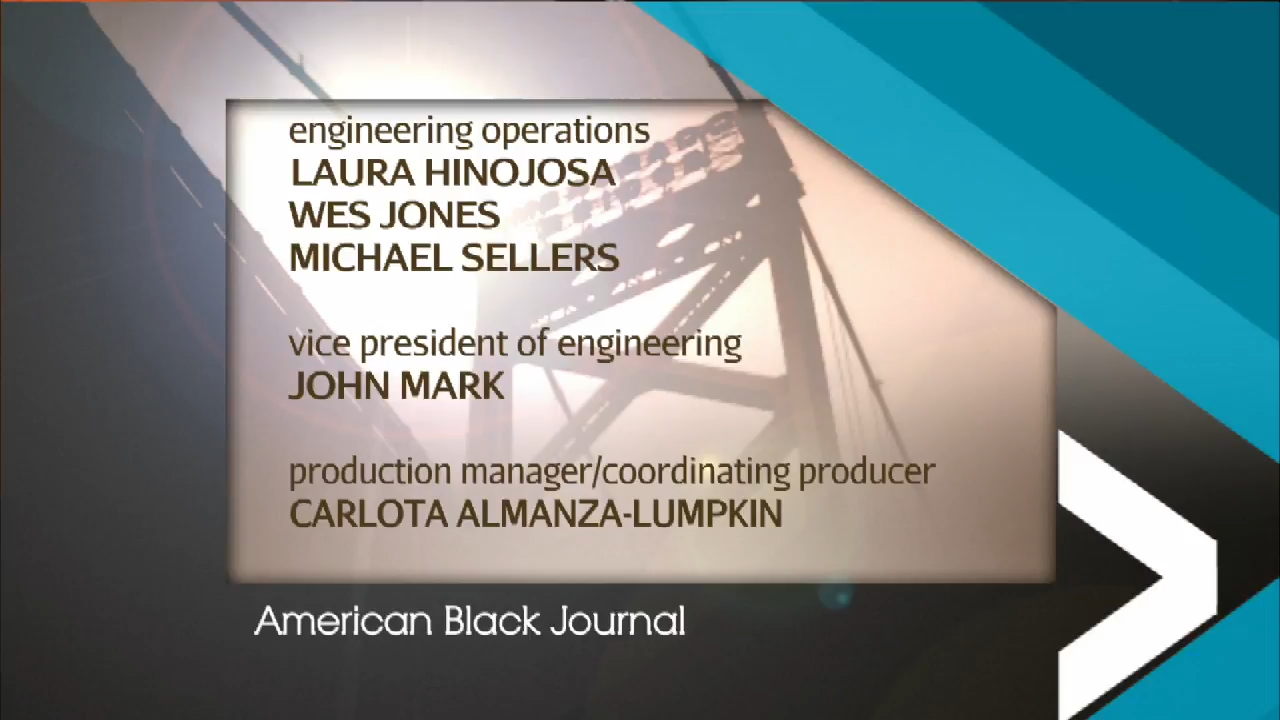 engineering operations
LAURA HINOJOSA
WES JONES
MICHAEL SELLERS
vice president of engineering
JOHN MARK
production manager/coordinating producer
CARLOTA ALMANZA-LUMPKIN
American Black Journal